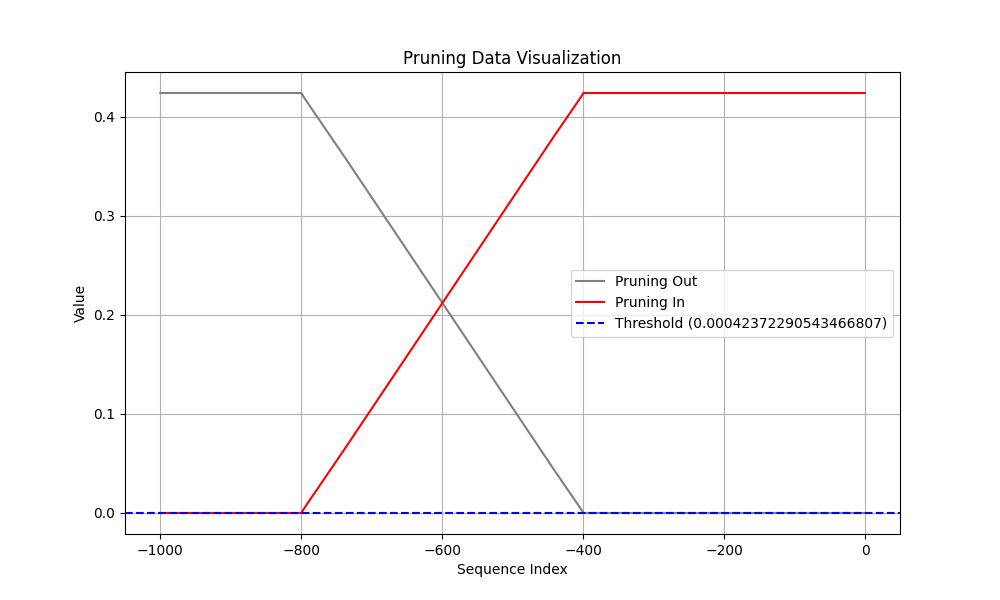 Pruning Data Visualization
Value
0.4
0.3
0.2
0.1
0.0
Pruning Out
Pruning In
Threshold (0.00042372290543466807)
−1000 −800 −600 −400 −200 0
Sequence Index